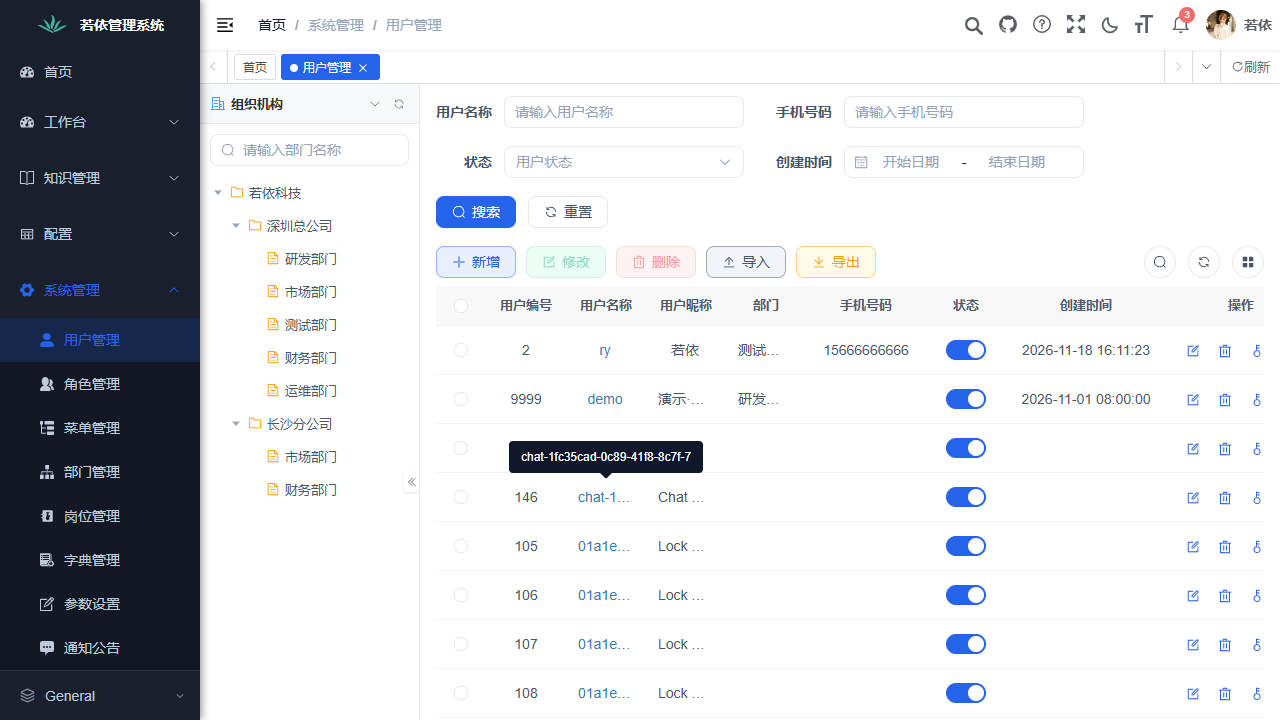 若依管理系统
首页
工作台
知识管理
配置
系统管理
用户管理
角色管理
菜单管理
部门管理
岗位管理
字典管理
参数设置
通知公告
General
首页 / 系统管理 / 用户管理
3
若依
首页
用户管理
刷新
组织机构
请输入部门名称
若依科技
深圳总公司
研发部门
市场部门
测试部门
财务部门
运维部门
长沙分公司
市场部门
财务部门
用户名称 请输入用户名称 手机号码 请输入手机号码
状态 用户状态 创建时间 开始日期 - 结束日期
搜索 重置
新增 修改 删除 导入 导出
用户编号 用户名称 用户昵称 部门 手机号码 状态 创建时间 操作
2 ry 若依 测试... 15666666666 2026-11-18 16:11:23
9999 demo 演示·... 研发... 2026-11-01 08:00:00
chat-1fc35cad-0c89-41f8-8c7f-7
146 chat-1... Chat ...
105 01a1e... Lock ...
106 01a1e... Lock ...
107 01a1e... Lock ...
108 01a1e... Lock ...